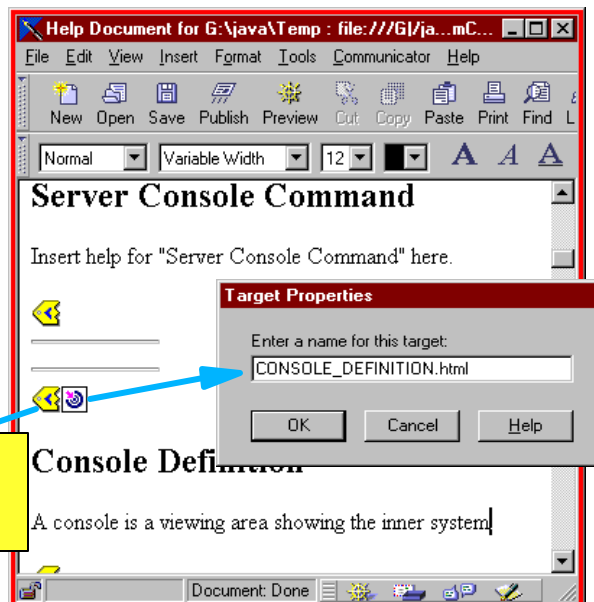 Help Document for G:\java\Temp : file:///G|/ja...mC...
File Edit View Insert Format Tools Communicator Help
New Open Save Publish Preview Cut Copy Paste Print Find L
Normal Variable Width 12 A A A
Server Console Command
Insert help for "Server Console Command" here.
Target Properties
Enter a name for this target:
CONSOLE_DEFINITION.html
OK Cancel Help
Console Definition
A console is a viewing area showing the inner system
Document: Done